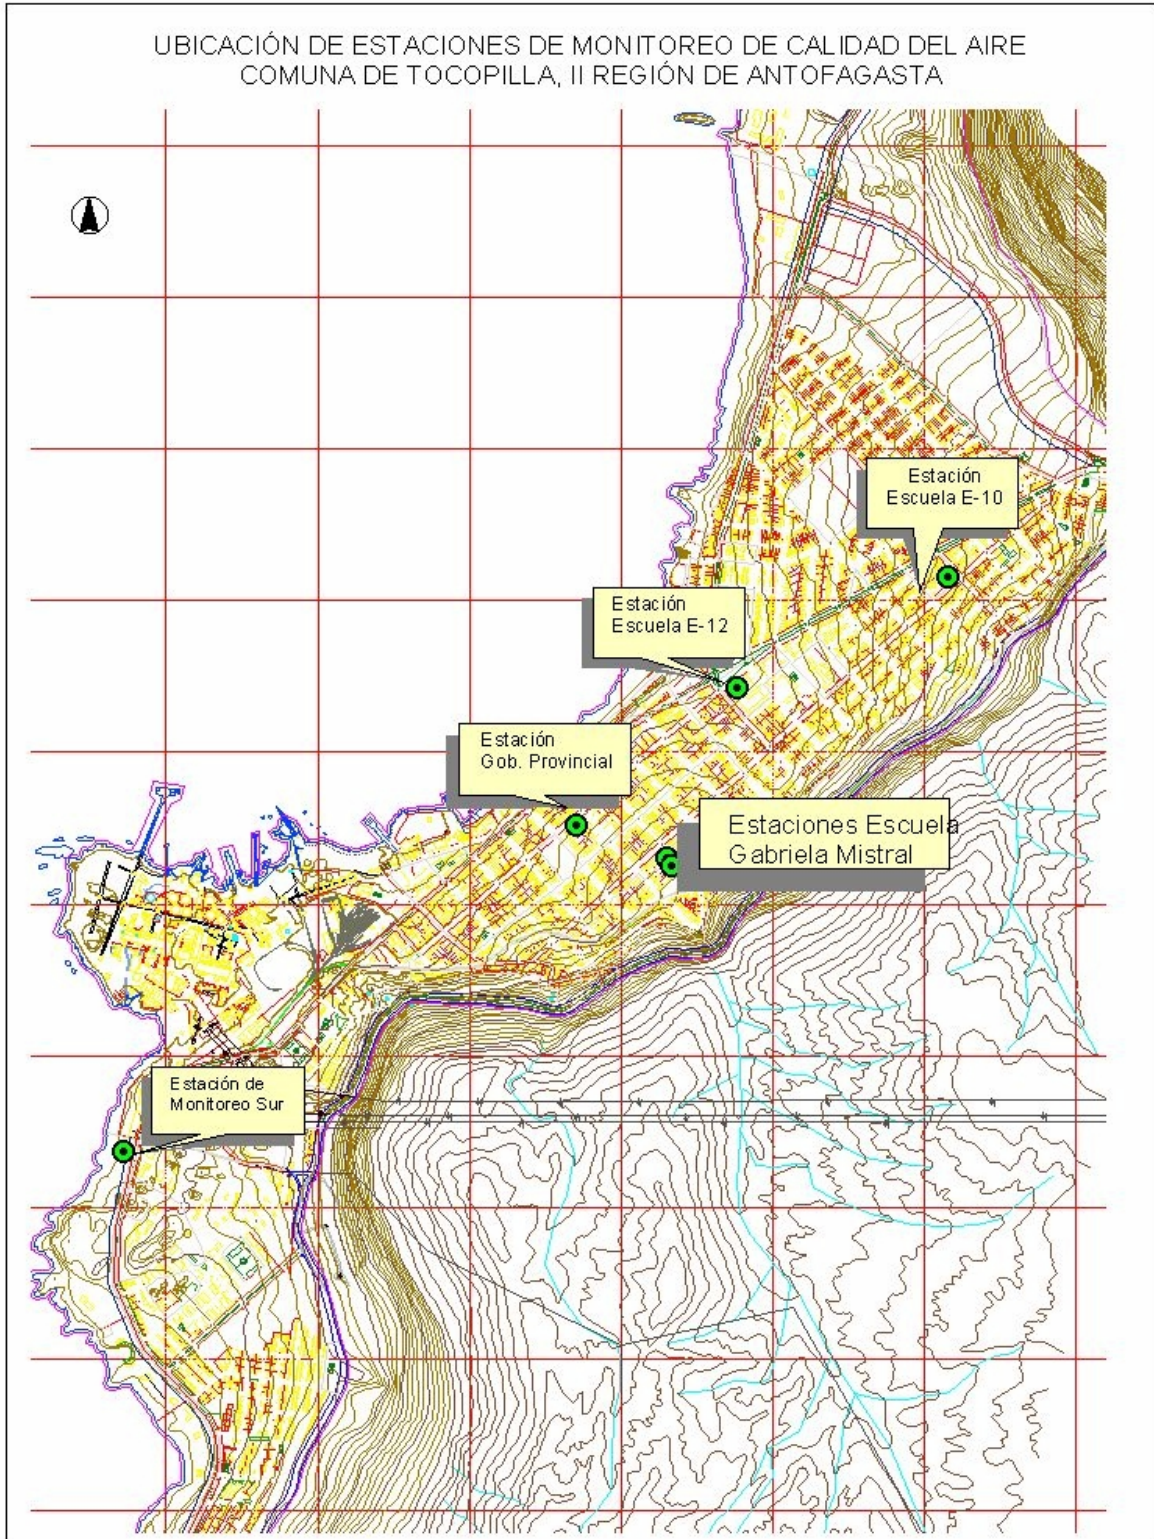 UBICACIÓN DE ESTACIONES DE MONITOREO DE CALIDAD DEL AIRE
COMUNA DE TOCOPILLA, II REGIÓN DE ANTOFAGASTA
Estación
Escuela E-10
Estación
Escuela E-12
Estación
Gob. Provincial
Estaciones Escuela
Gabriela Mistral
Estación de
Monitoreo Sur